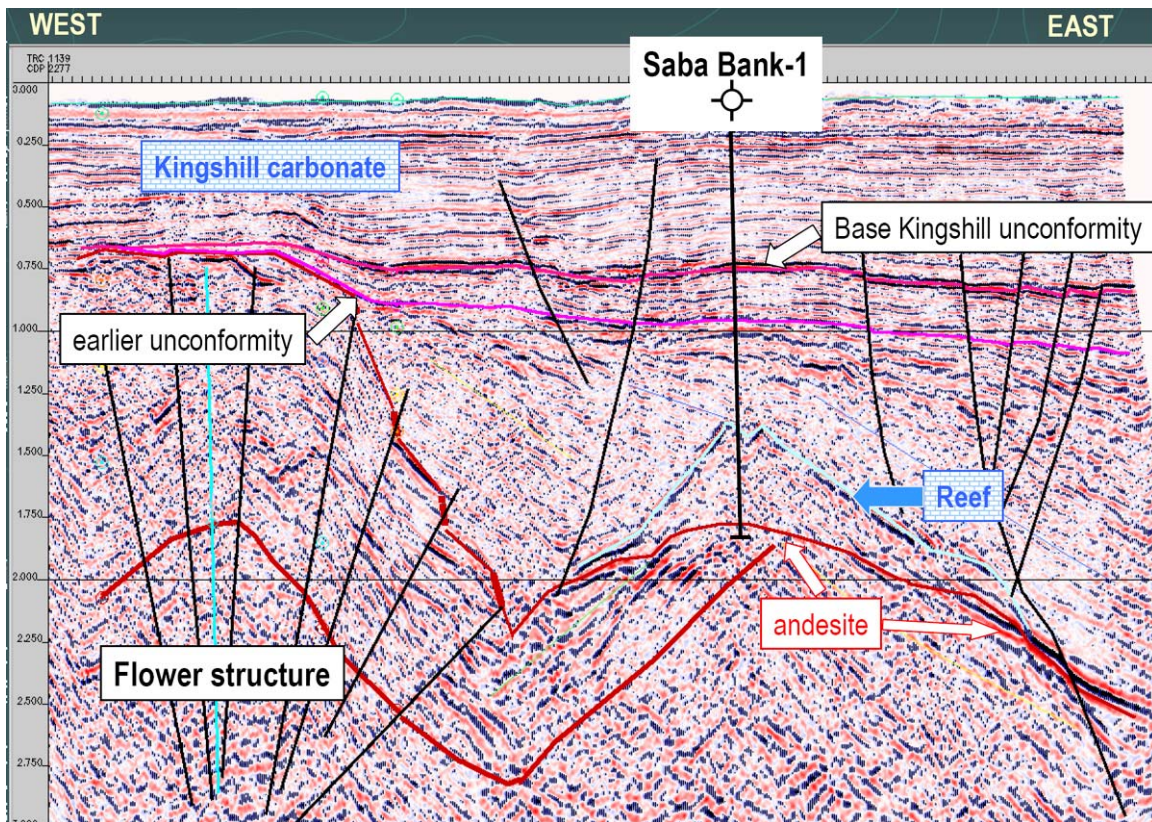 WEST
EAST
TRC 1139
CDP 2277
Saba Bank-1
3.000
0.250
Kingshill carbonate
0.500
Base Kingshill unconformity
0.750
1.000
earlier unconformity
1.250
1.500
Reef
1.750
2.000
andesite
2.250
Flower structure
2.500
2.750